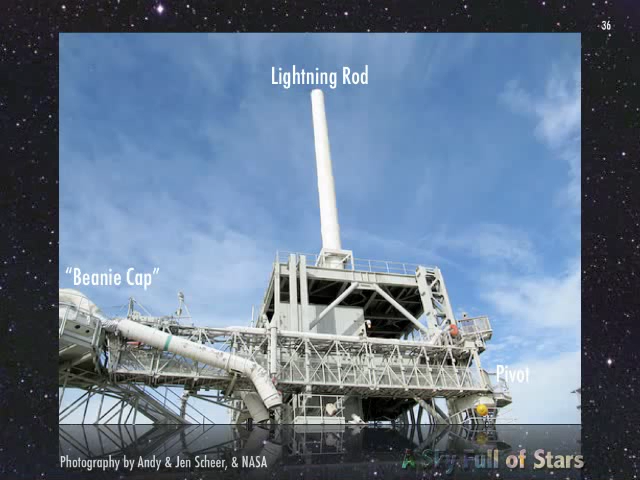 36
Lightning Rod
“Beanie Cap”
Pivot
Photography by Andy & Jen Scheer, & NASA
A Sky Full of Stars